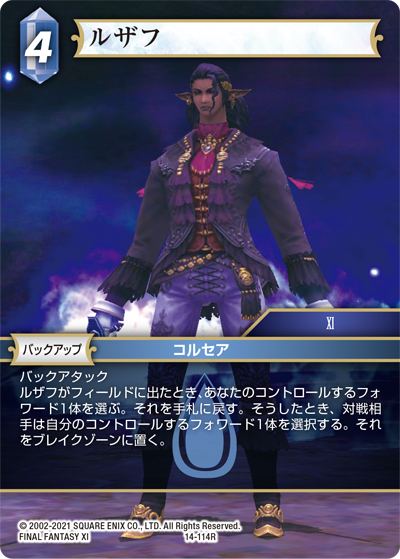 4
ルザフ
XI
バックアップ
コルセア
バックアタック
ルザフがフィールドに出たとき、あなたのコントロールするフォ
ワード1体を選ぶ。それを手札に戻す。そうしたとき、対戦相
手は自分のコントロールするフォワード1体を選択する。それ
をブレイクゾーンに置く。
© 2002-2021 SQUARE ENIX CO., LTD. All Rights Reserved.
FINAL FANTASY XI
14-114R